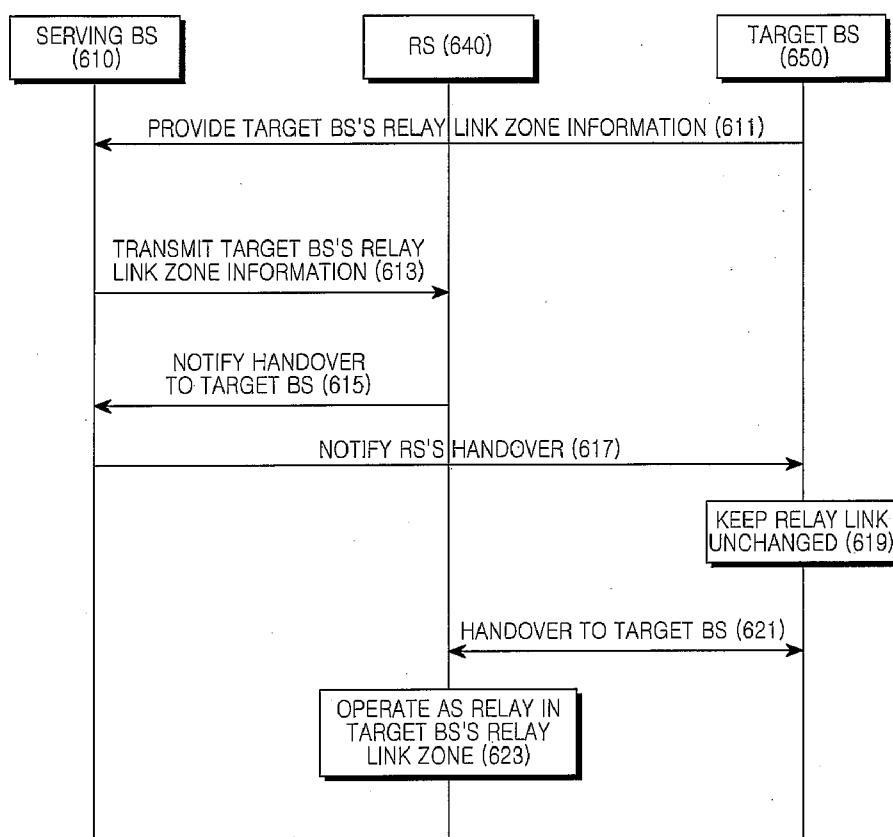 SERVING BS
(610)
RS (640)
TARGET BS
(650)
PROVIDE TARGET BS'S RELAY LINK ZONE INFORMATION (611)
TRANSMIT TARGET BS'S RELAY
LINK ZONE INFORMATION (613)
NOTIFY HANDOVER
TO TARGET BS (615)
NOTIFY RS'S HANDOVER (617)
KEEP RELAY LINK
UNCHANGED (619)
HANDOVER TO TARGET BS (621)
OPERATE AS RELAY IN
TARGET BS'S RELAY
LINK ZONE (623)